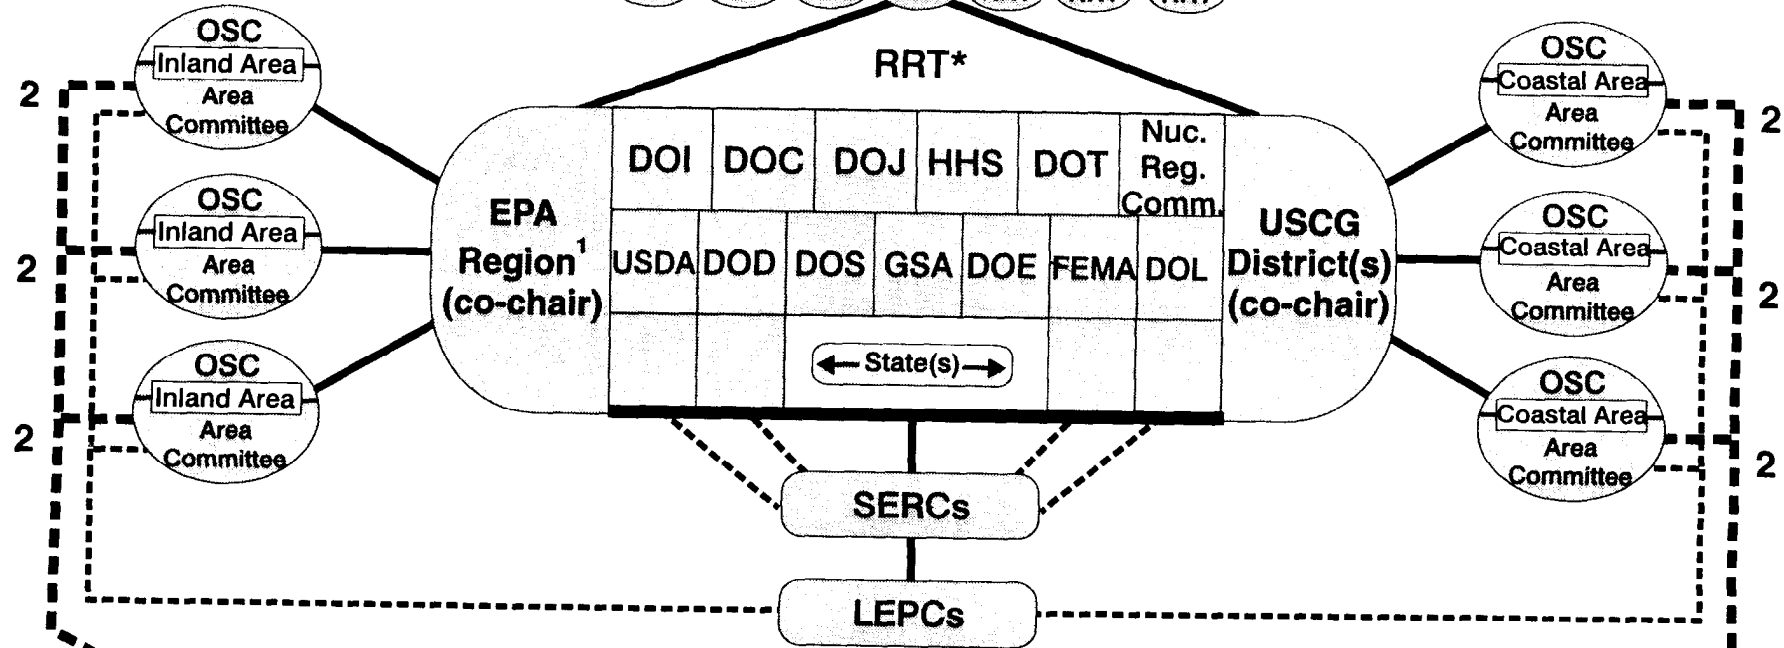 RRT*
OSC
Inland Area
Area
Committee
2
OSC
Inland Area
Area
Committee
2
OSC
Inland Area
Area
Committee
2
EPA
Region¹
(co-chair)
DOI DOC DOJ HHS DOT Nuc.
Reg.
Comm.
USDA DOD DOS GSA DOE FEMA DOL
State(s)
USCG
District(s)
(co-chair)
OSC
Coastal Area
Area
Committee
2
OSC
Coastal Area
Area
Committee
2
OSC
Coastal Area
Area
Committee
2
SERCs
LEPCs